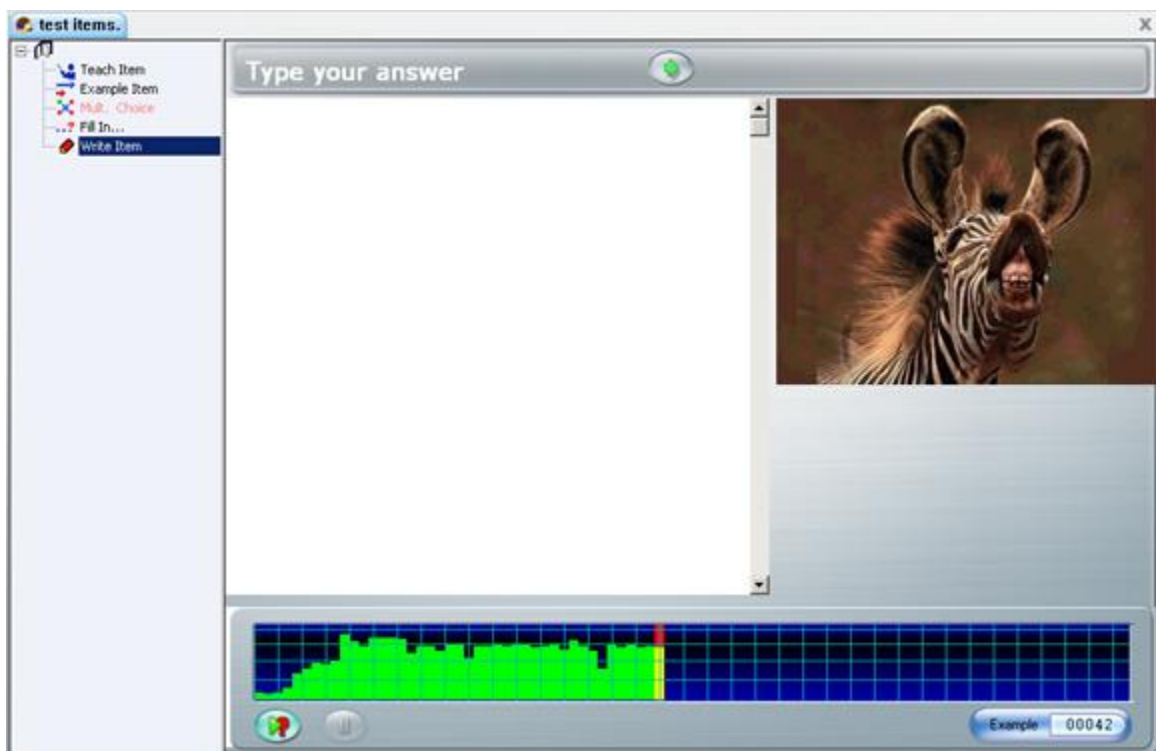 test items.
Teach Item
Example Item
Mult. Choice
Fill In...
Write Item
Type your answer
Example 00042